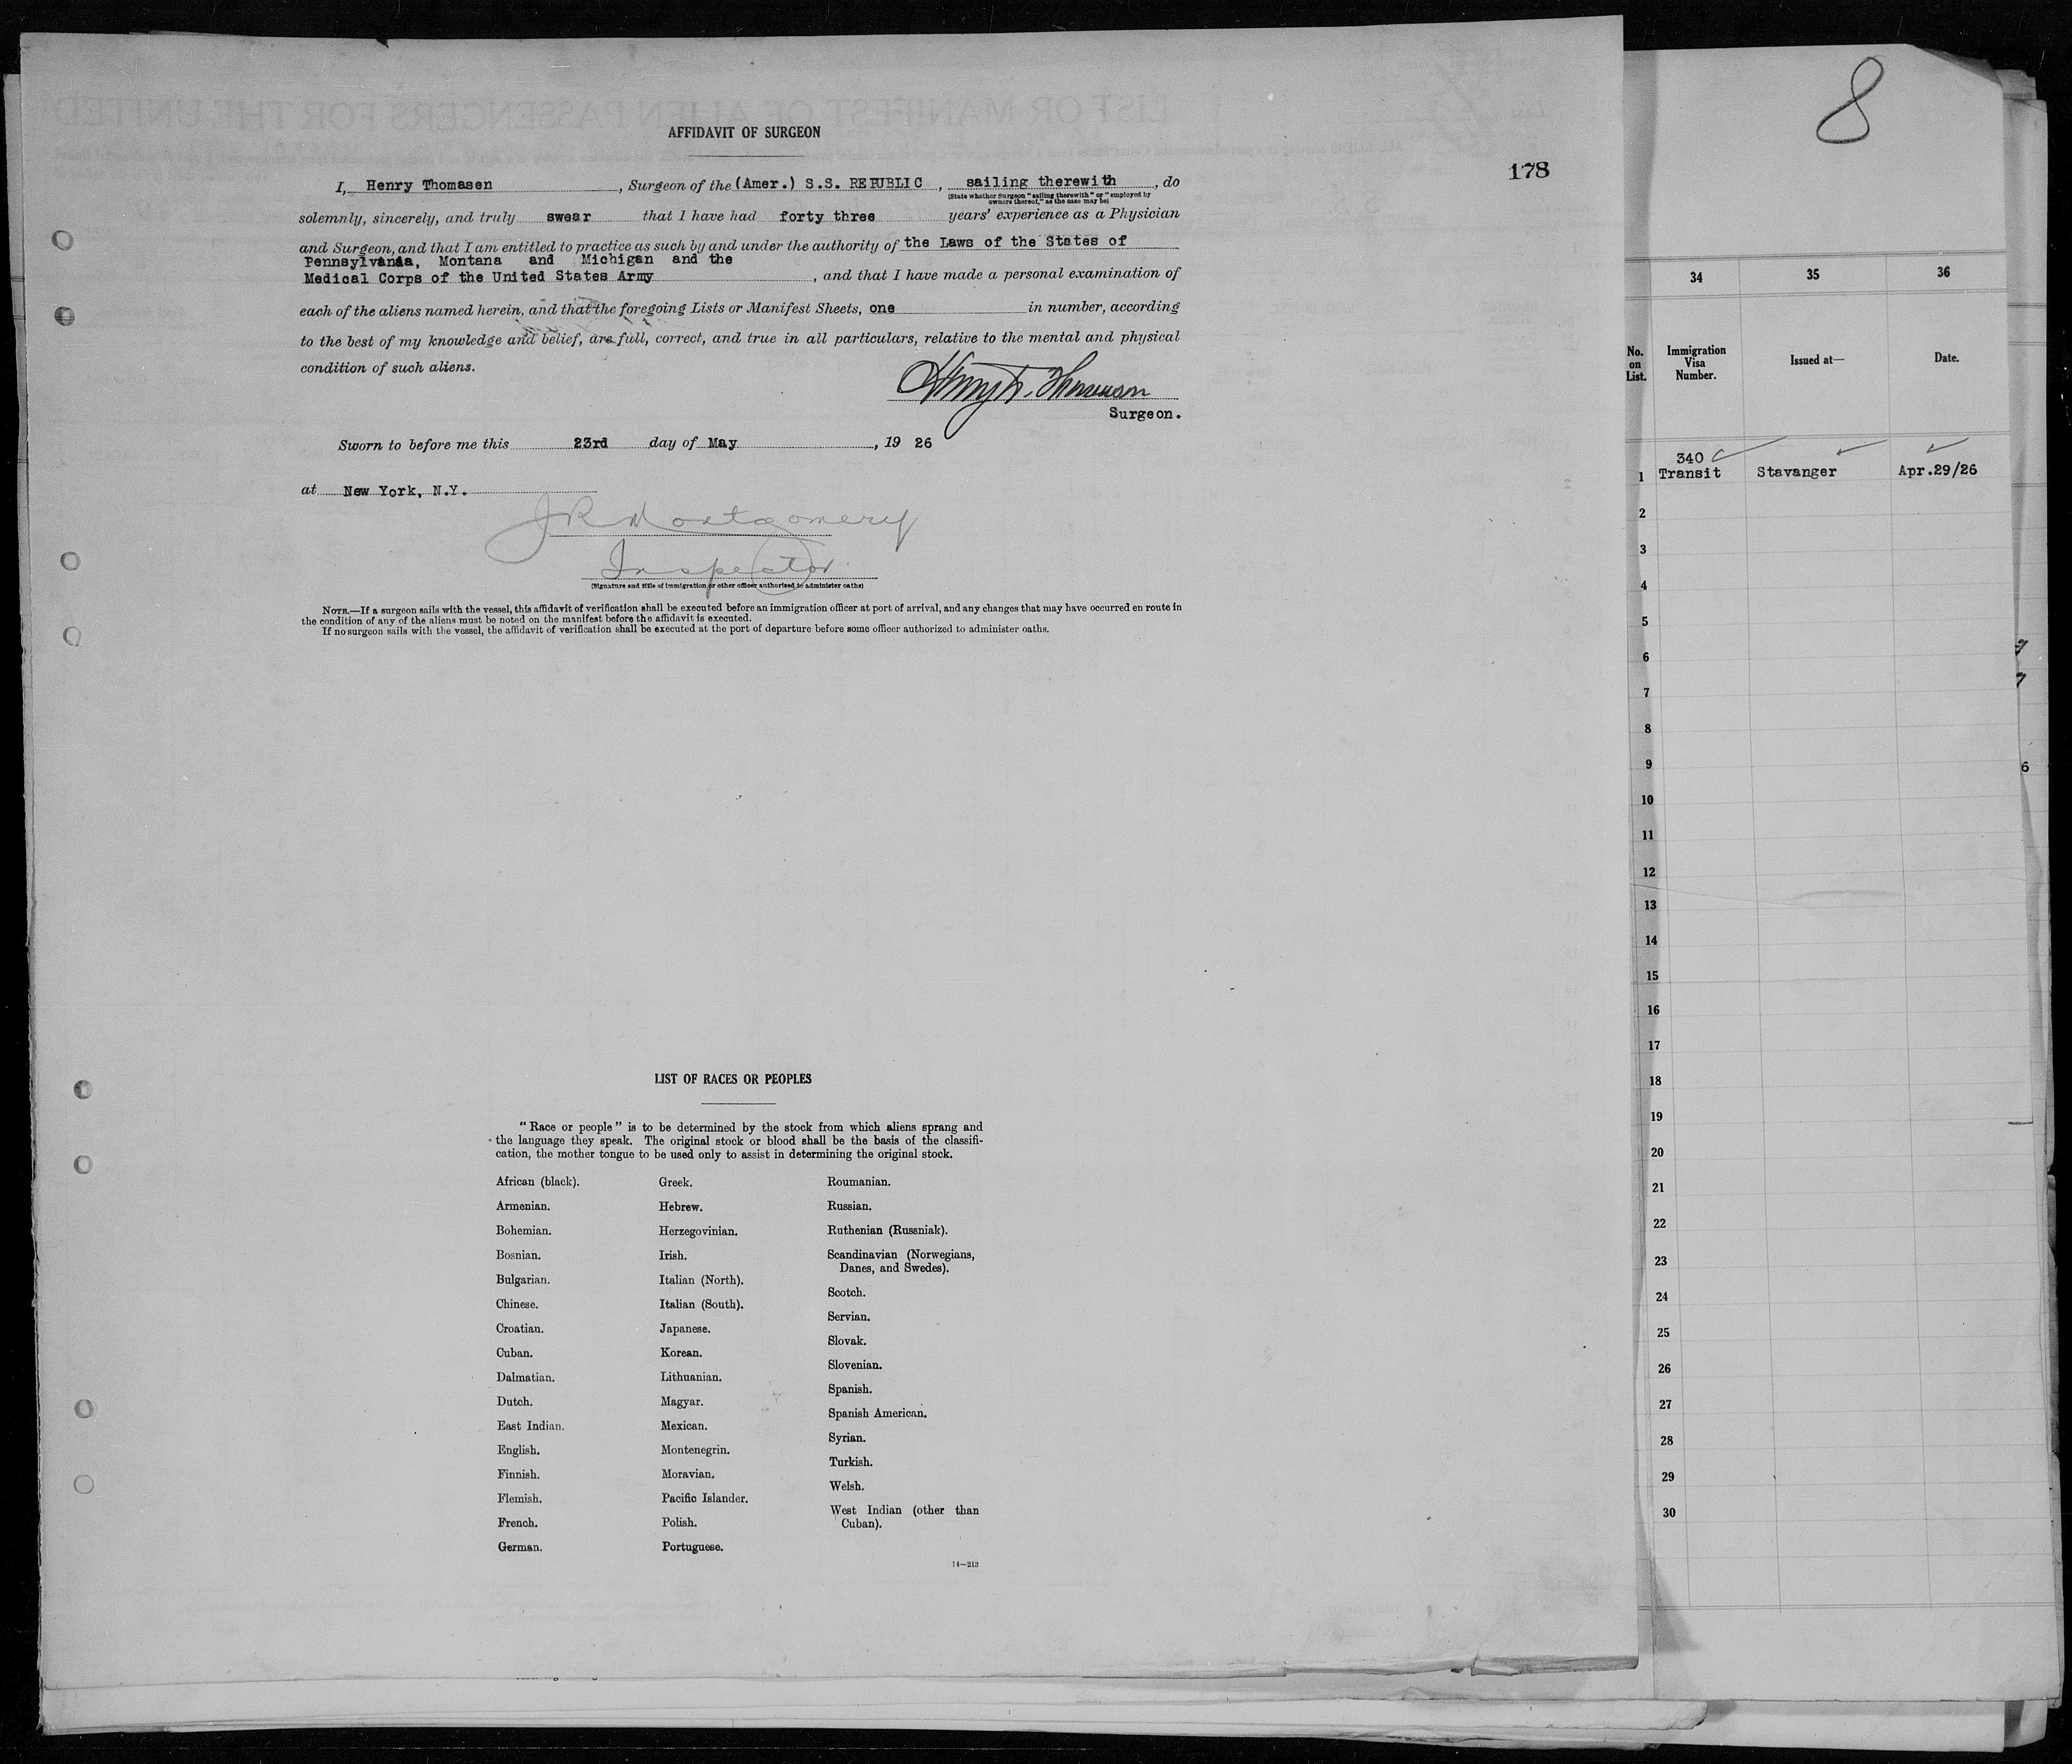 AFFIDAVIT OF SURGEON
178
I, Henry Thomasen, Surgeon of the (Amer.) S.S. REPUBLIC, sailing therewith, do
(State whether Surgeon "sailing therewith" or "employed by
owners thereof," as the case may be)
solemnly, sincerely, and truly swear that I have had forty three years' experience as a Physician
and Surgeon, and that I am entitled to practice as such by and under the authority of the Laws of the States of
Pennsylvania, Montana and Michigan and the
Medical Corps of the United States Army, and that I have made a personal examination of
each of the aliens named herein, and that the foregoing Lists or Manifest Sheets, one in number, according
to the best of my knowledge and belief, are full, correct, and true in all particulars, relative to the mental and physical
condition of such aliens.
Henry Thomasen
Surgeon.
Sworn to before me this 23rd day of May, 19 26
at New York, N.Y.
J R Montgomery
Inspector
(Signature and title of immigration or other officer authorized to administer oaths)
NOTE.—If a surgeon sails with the vessel, this affidavit of verification shall be executed before an immigration officer at port of arrival, and any changes that may have occurred en route in
the condition of any of the aliens must be noted on the manifest before the affidavit is executed.
If no surgeon sails with the vessel, the affidavit of verification shall be executed at the port of departure before some officer authorized to administer oaths.
LIST OF RACES OR PEOPLES
"Race or people" is to be determined by the stock from which aliens sprang and
the language they speak. The original stock or blood shall be the basis of the classifi-
cation, the mother tongue to be used only to assist in determining the original stock.
African (black).
Armenian.
Bohemian.
Bosnian.
Bulgarian.
Chinese.
Croatian.
Cuban.
Dalmatian.
Dutch.
East Indian.
English.
Finnish.
Flemish.
French.
German.
Greek.
Hebrew.
Herzegovinian.
Irish.
Italian (North).
Italian (South).
Japanese.
Korean.
Lithuanian.
Magyar.
Mexican.
Montenegrin.
Moravian.
Pacific Islander.
Polish.
Portuguese.
Roumanian.
Russian.
Ruthenian (Russniak).
Scandinavian (Norwegians,
Danes, and Swedes).
Scotch.
Servian.
Slovak.
Slovenian.
Spanish.
Spanish American.
Syrian.
Turkish.
Welsh.
West Indian (other than
Cuban).
14—213
8
34 35 36
No. on List. Immigration Visa Number. Issued at— Date.
340
1 Transit Stavanger Apr.29/26
2
3
4
5
6
7
8
9
10
11
12
13
14
15
16
17
18
19
20
21
22
23
24
25
26
27
28
29
30
6